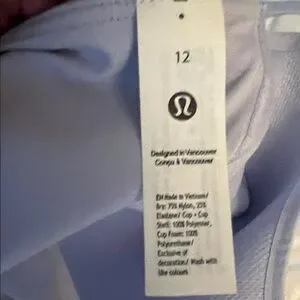 12
Designed in Vancouver
Conçu à Vancouver
EN Made in Vietnam/
Bra: 75% Nylon, 25%
Elastane/ Cup + Cup
Shell: 100% Polyester,
Cup Foam: 100%
Polyurethane/
Exclusive of
decoration/ Wash with
like colours